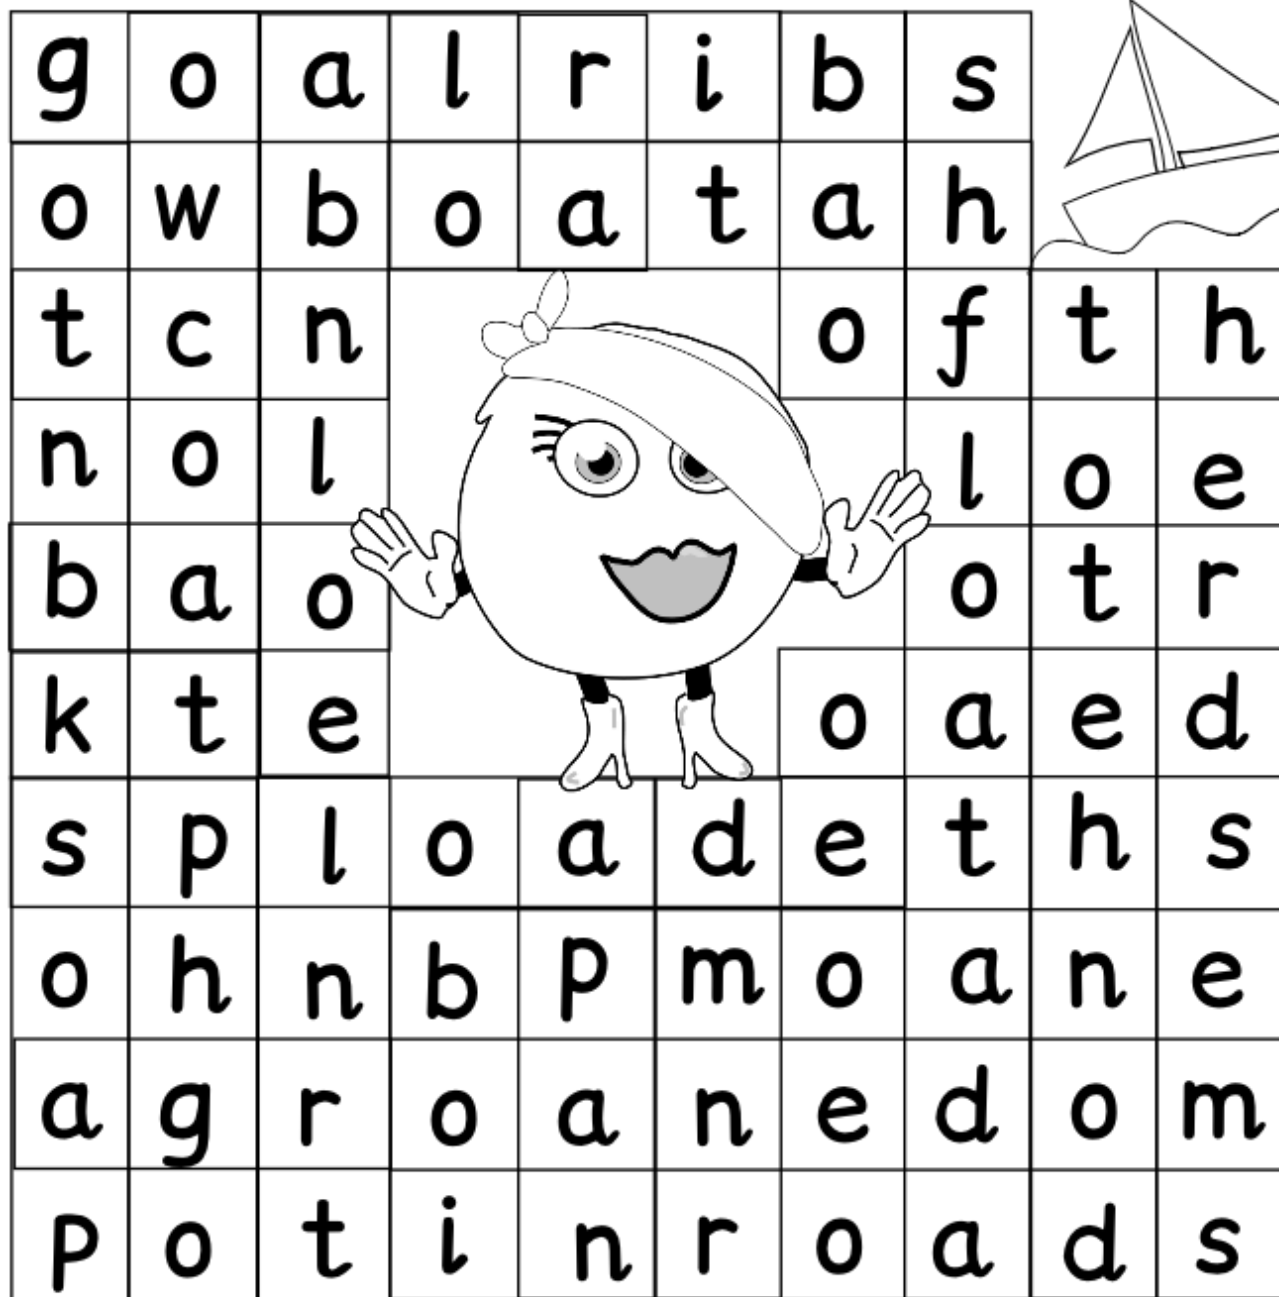 g o a l r i b s
o w b o a t a h
t c n o f t h
n o l l o e
b a o o t r
k t e o a e d
s p l o a d e t h s
o h n b p m o a n e
a g r o a n e d o m
p o t i n r o a d s